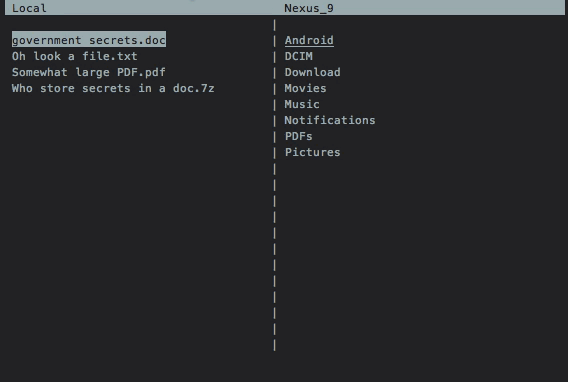 Local
Nexus_9
government secrets.doc
Android
Oh look a file.txt
DCIM
Somewhat large PDF.pdf
Download
Who store secrets in a doc.7z
Movies
Music
Notifications
PDFs
Pictures